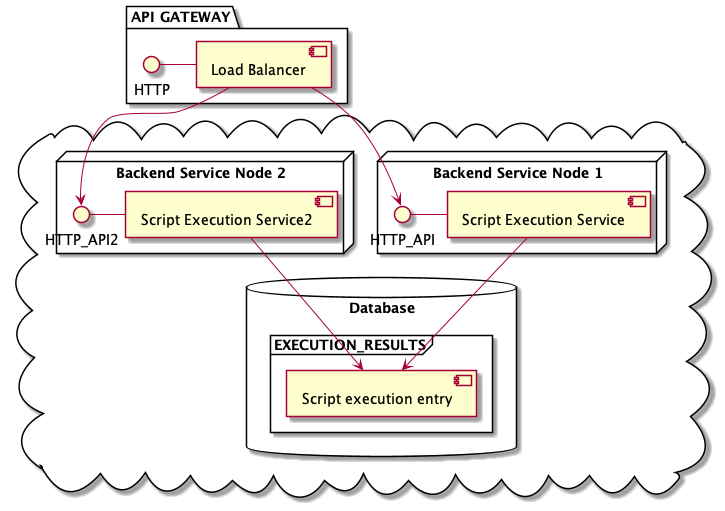 API GATEWAY
Load Balancer
HTTP
Backend Service Node 2
Backend Service Node 1
Script Execution Service2
HTTP_API2
Script Execution Service
HTTP_API
Database
EXECUTION_RESULTS
Script execution entry